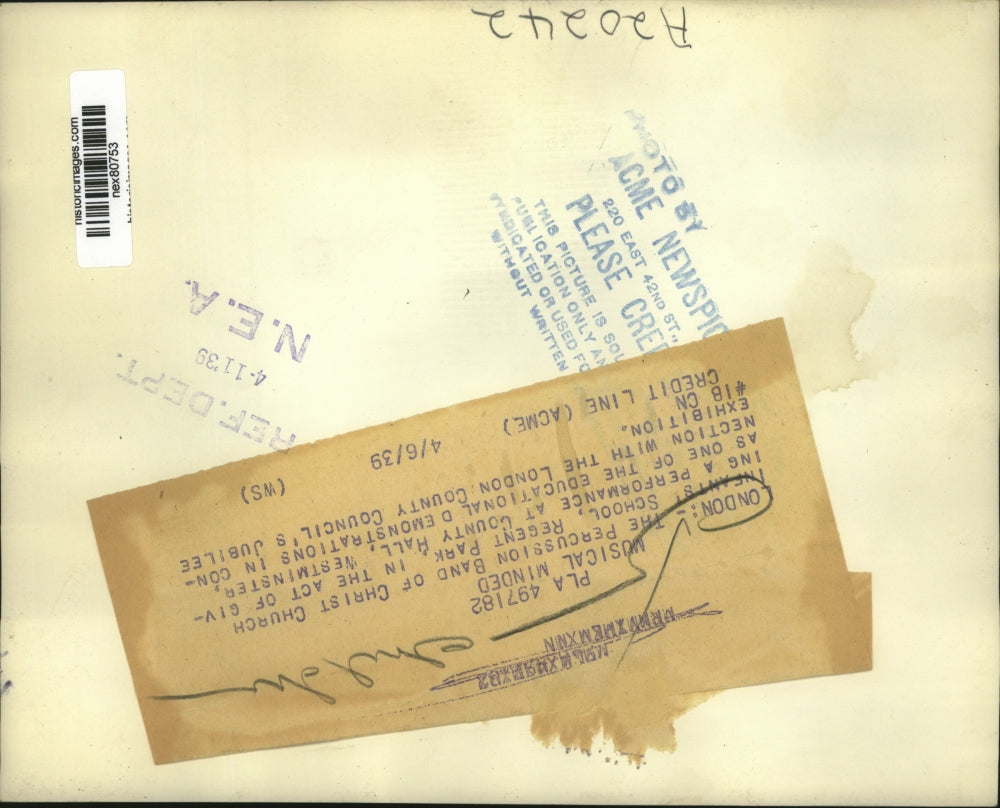 A20242
historicimages.com
nex80753
PHOTO BY
ACME NEWSPIC
220 EAST 42ND ST.,
PLEASE CRE
THIS PICTURE IS SOL
PUBLICATION ONLY AN
SYNDICATED OR USED FO
WITHOUT WRITTEN
REF. DEPT.
4-11 39
N.E.A.
PLA 497182
MUSICAL MINDED
LONDON:- THE PERCUSSION BAND OF CHRIST CHURCH
INFANTS SCHOOL, REGENT PARK, IN THE ACT OF GIV-
ING A PERFORMANCE AT COUNTY HALL, WESTMINSTER,
AS ONE OF THE EDUCATIONAL DEMONSTRATIONS IN CON-
NECTION WITH THE LONDON COUNTY COUNCIL'S JUBILEE
EXHIBITION.
#1B CN
CREDIT LINE (ACME) 4/6/39 (WS)